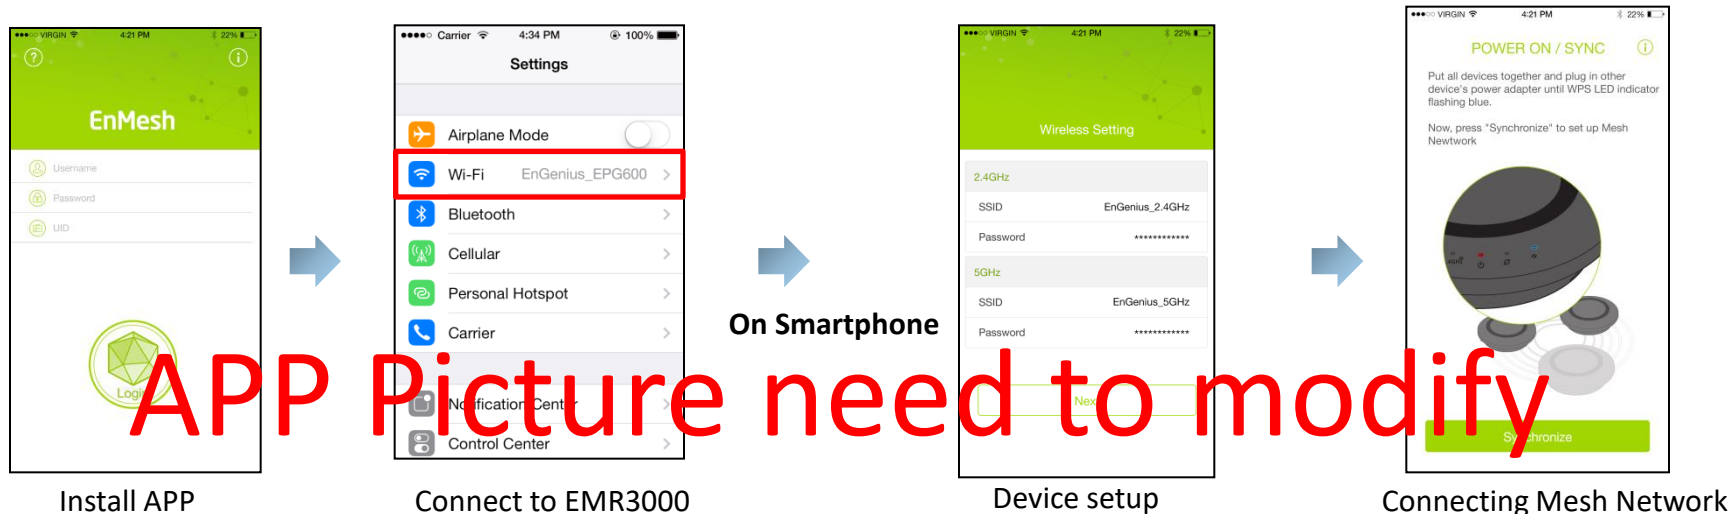 VIRGIN 4:21 PM 22%
EnMesh
Username
Password
UID
Login
Install APP
Carrier 4:34 PM 100%
Settings
Airplane Mode
Wi-Fi EnGenius_EPG600
Bluetooth
Cellular
Personal Hotspot
Carrier
Notification Center
Control Center
Connect to EMR3000
On Smartphone
VIRGIN 4:21 PM 22%
Wireless Setting
2.4GHz
SSID EnGenius_2.4GHz
Password ************
5GHz
SSID EnGenius_5GHz
Password ************
Next
Device setup
VIRGIN 4:21 PM 22%
POWER ON / SYNC
Put all devices together and plug in other
device's power adapter until WPS LED indicator
flashing blue.
Now, press "Synchronize" to set up Mesh
Newtwork
Synchronize
Connecting Mesh Network
APP Picture need to modify